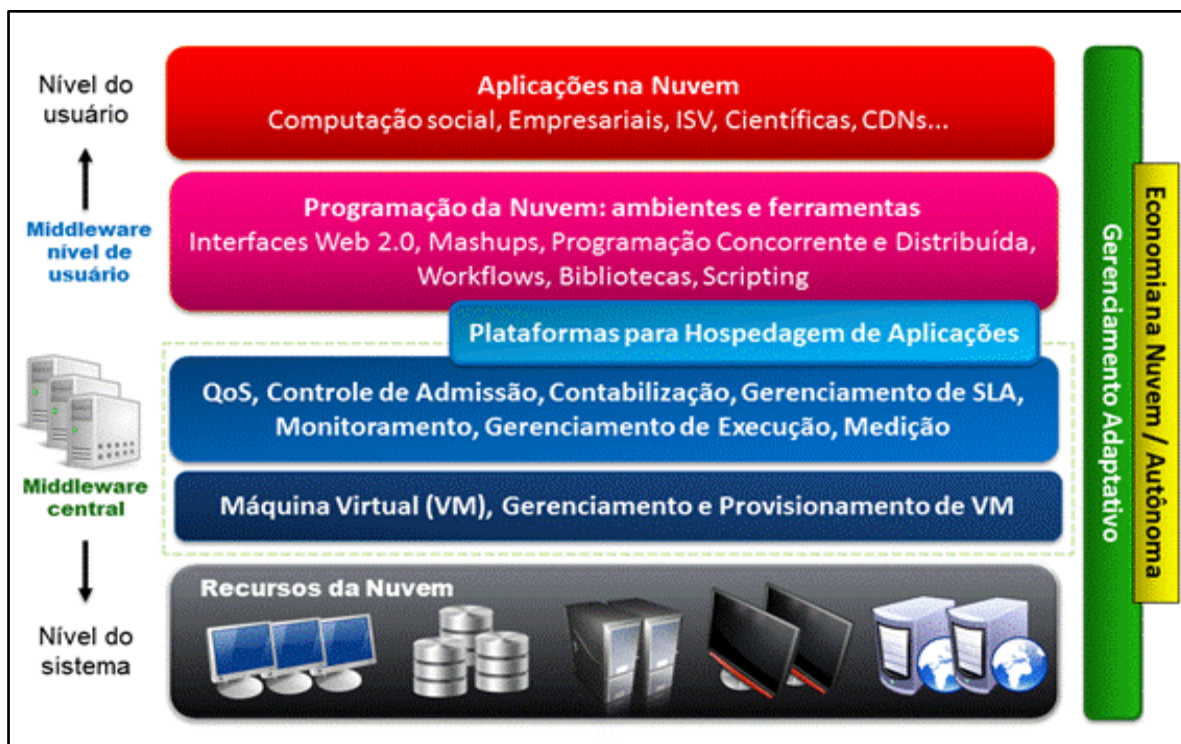 Nível do
usuário
Middleware
nível de
usuário
Middleware
central
Nível do
sistema
Aplicações na Nuvem
Computação social, Empresariais, ISV, Científicas, CDNs...
Programação da Nuvem: ambientes e ferramentas
Interfaces Web 2.0, Mashups, Programação Concorrente e Distribuída,
Workflows, Bibliotecas, Scripting
Plataformas para Hospedagem de Aplicações
QoS, Controle de Admissão, Contabilização, Gerenciamento de SLA,
Monitoramento, Gerenciamento de Execução, Medição
Máquina Virtual (VM), Gerenciamento e Provisionamento de VM
Recursos da Nuvem
Gerenciamento Adaptativo
Economia na Nuvem / Autônoma